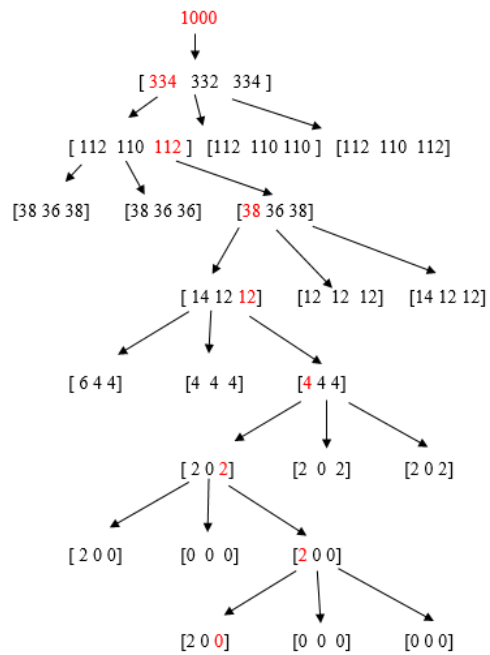 1000
[ 334 332 334 ]
[ 112 110 112 ] [112 110 110 ] [112 110 112]
[38 36 38] [38 36 36] [38 36 38]
[ 14 12 12] [12 12 12] [14 12 12]
[ 6 4 4] [4 4 4] [4 4 4]
[ 2 0 2] [2 0 2] [2 0 2]
[ 2 0 0] [0 0 0] [2 0 0]
[2 0 0] [0 0 0] [0 0 0]